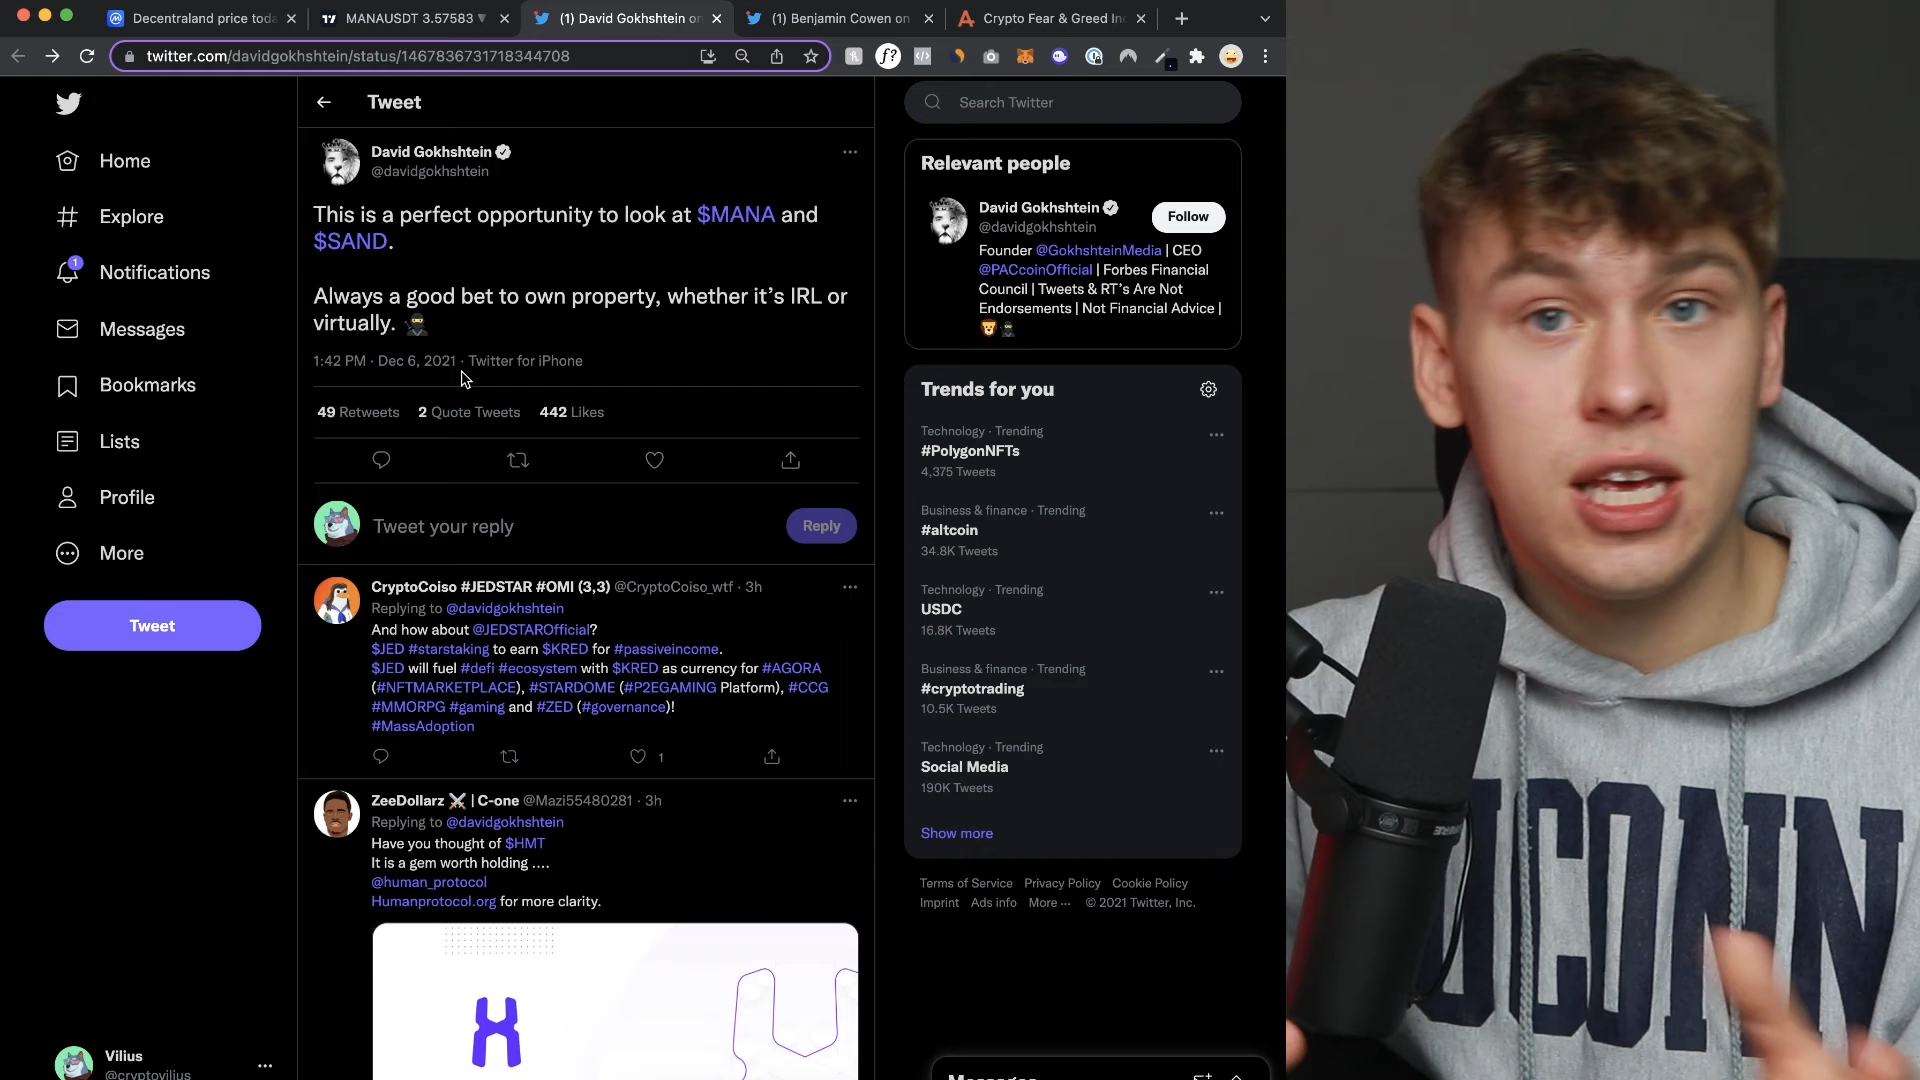 Decentraland price toda
MANAUSDT 3.57583
(1) David Gokhshtein on
(1) Benjamin Cowen on
Crypto Fear & Greed Ind
twitter.com/davidgokhshtein/status/1467836731718344708
Home
Explore
1
Notifications
Messages
Bookmarks
Lists
Profile
More
Tweet
Vilius
@cryptovilius
Tweet
David Gokhshtein
@davidgokhshtein
This is a perfect opportunity to look at $MANA and
$SAND.
Always a good bet to own property, whether it's IRL or
virtually. 🥷
1:42 PM · Dec 6, 2021 · Twitter for iPhone
49 Retweets 2 Quote Tweets 442 Likes
Tweet your reply
Reply
CryptoCoiso #JEDSTAR #OMI (3,3) @CryptoCoiso_wtf · 3h
Replying to @davidgokhshtein
And how about @JEDSTAROfficial?
$JED #starstaking to earn $KRED for #passiveincome.
$JED will fuel #defi #ecosystem with $KRED as currency for #AGORA
(#NFTMARKETPLACE), #STARDOME (#P2EGAMING Platform), #CCG
#MMORPG #gaming and #ZED (#governance)!
#MassAdoption
1
ZeeDollarz ⚔️ | C-one @Mazi55480281 · 3h
Replying to @davidgokhshtein
Have you thought of $HMT
It is a gem worth holding ....
@human_protocol
Humanprotocol.org for more clarity.
Search Twitter
Relevant people
David Gokhshtein
@davidgokhshtein
Follow
Founder @GokhshteinMedia | CEO
@PACcoinOfficial | Forbes Financial
Council | Tweets & RT's Are Not
Endorsements | Not Financial Advice |
🦁🥷
Trends for you
Technology · Trending
#PolygonNFTs
4,375 Tweets
Business & finance · Trending
#altcoin
34.8K Tweets
Technology · Trending
USDC
16.8K Tweets
Business & finance · Trending
#cryptotrading
10.5K Tweets
Technology · Trending
Social Media
190K Tweets
Show more
Terms of Service Privacy Policy Cookie Policy
Imprint Ads info More ··· © 2021 Twitter, Inc.
Messages
UCONN